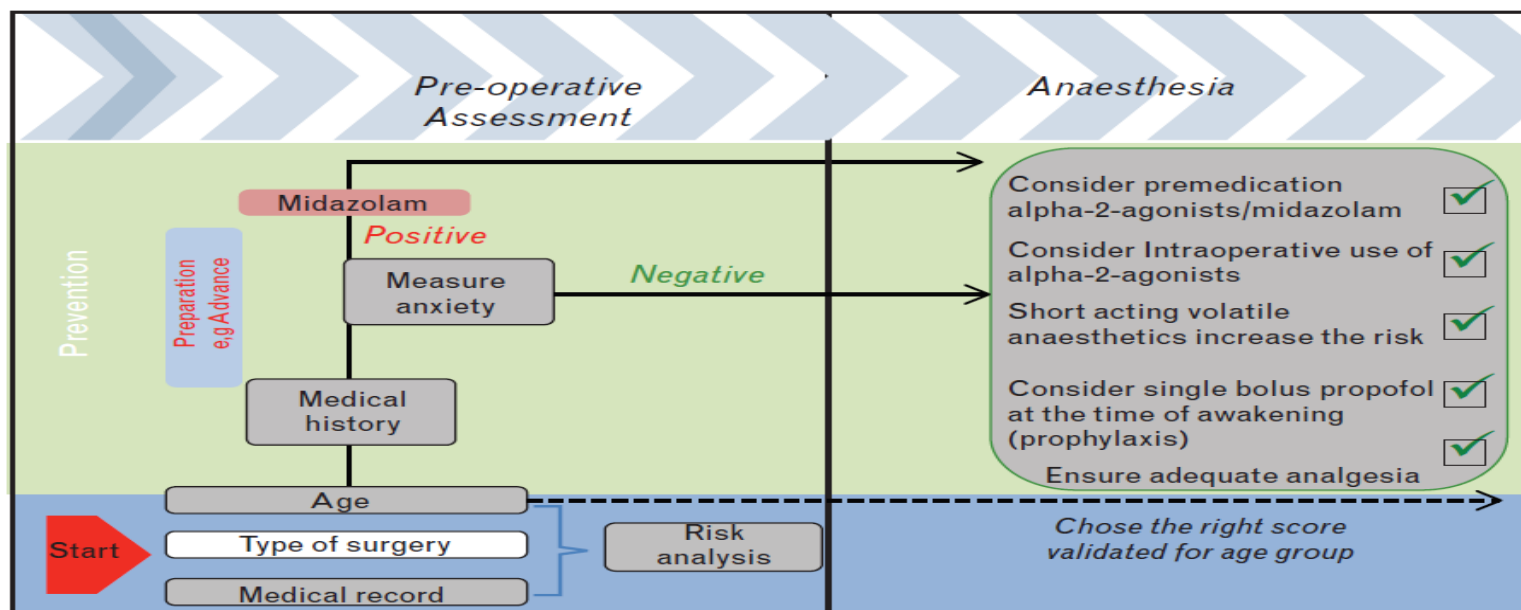 Pre-operative
Assessment
Anaesthesia
Prevention
Preparation
e,g Advance
Midazolam
Positive
Measure
anxiety
Negative
Medical
history
Consider premedication
alpha-2-agonists/midazolam
Consider Intraoperative use of
alpha-2-agonists
Short acting volatile
anaesthetics increase the risk
Consider single bolus propofol
at the time of awakening
(prophylaxis)
Ensure adequate analgesia
Start
Age
Type of surgery
Medical record
Risk
analysis
Chose the right score
validated for age group